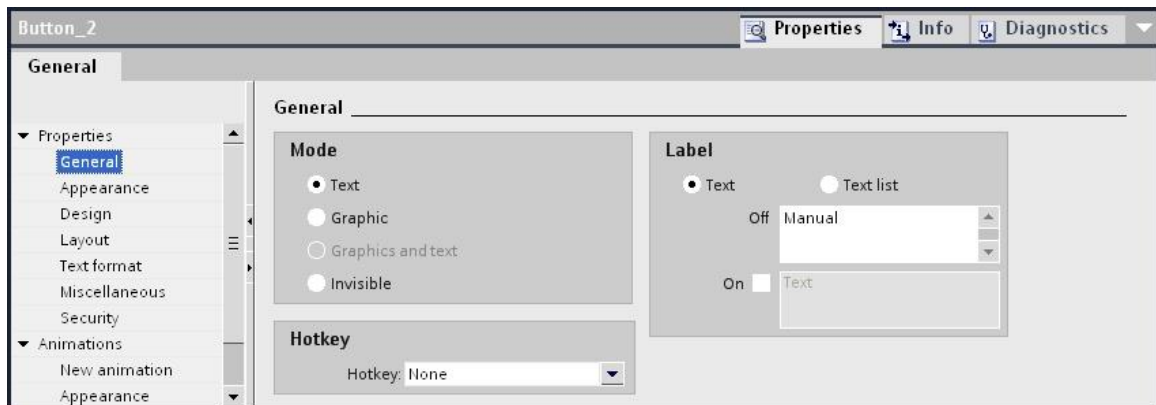 Button_2
Properties
Info
Diagnostics
General
Properties
General
Appearance
Design
Layout
Text format
Miscellaneous
Security
Animations
New animation
Appearance
General
Mode
Text
Graphic
Graphics and text
Invisible
Hotkey
Hotkey: None
Label
Text
Text list
Off Manual
On Text